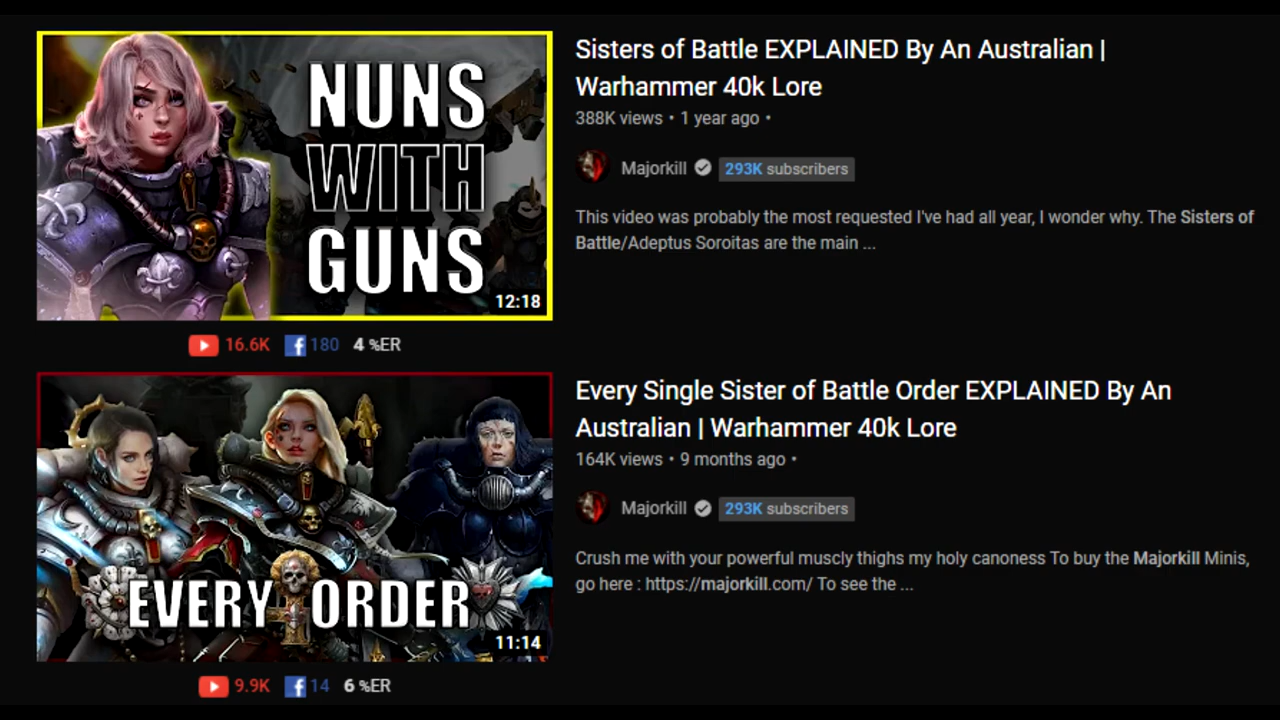 NUNS
WITH
GUNS
12:18
Sisters of Battle EXPLAINED By An Australian |
Warhammer 40k Lore
388K views • 1 year ago •
Majorkill 293K subscribers
This video was probably the most requested I've had all year, I wonder why. The Sisters of
Battle/Adeptus Soroitas are the main ...
16.6K 180 4 %ER
EVERY ORDER
11:14
Every Single Sister of Battle Order EXPLAINED By An
Australian | Warhammer 40k Lore
164K views • 9 months ago •
Majorkill 293K subscribers
Crush me with your powerful muscly thighs my holy canoness To buy the Majorkill Minis,
go here : https://majorkill.com/ To see the ...
9.9K 14 6 %ER